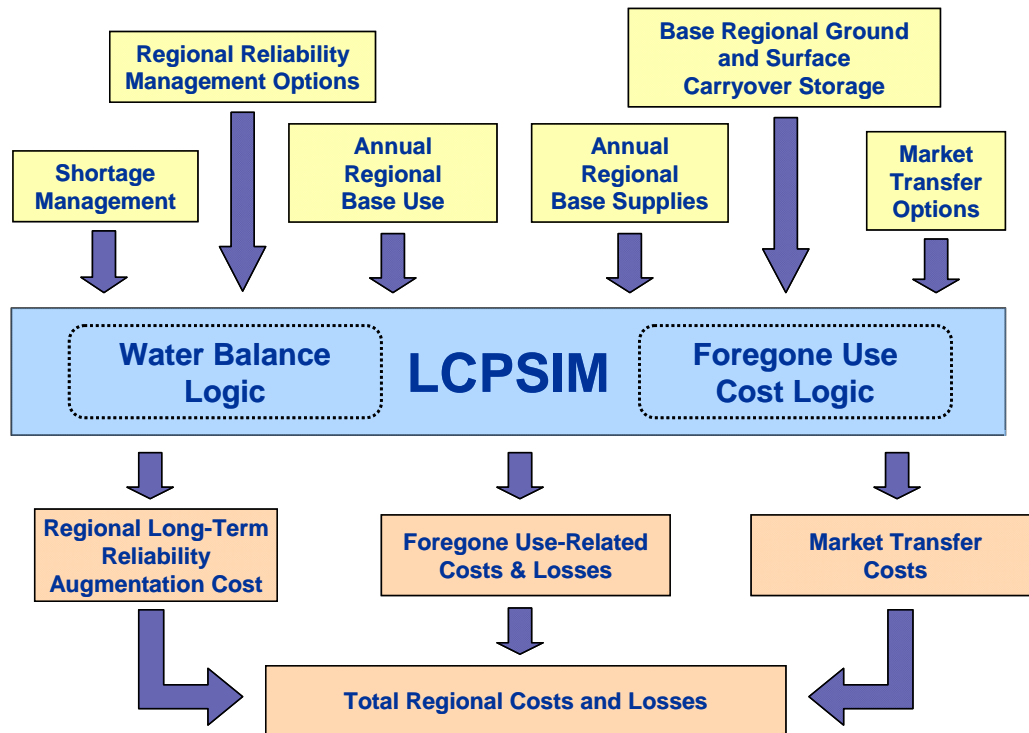 Regional Reliability
Management Options
Base Regional Ground
and Surface
Carryover Storage
Shortage
Management
Annual
Regional
Base Use
Annual
Regional
Base Supplies
Market
Transfer
Options
Water Balance
Logic
LCPSIM
Foregone Use
Cost Logic
Regional Long-Term
Reliability
Augmentation Cost
Foregone Use-Related
Costs & Losses
Market Transfer
Costs
Total Regional Costs and Losses